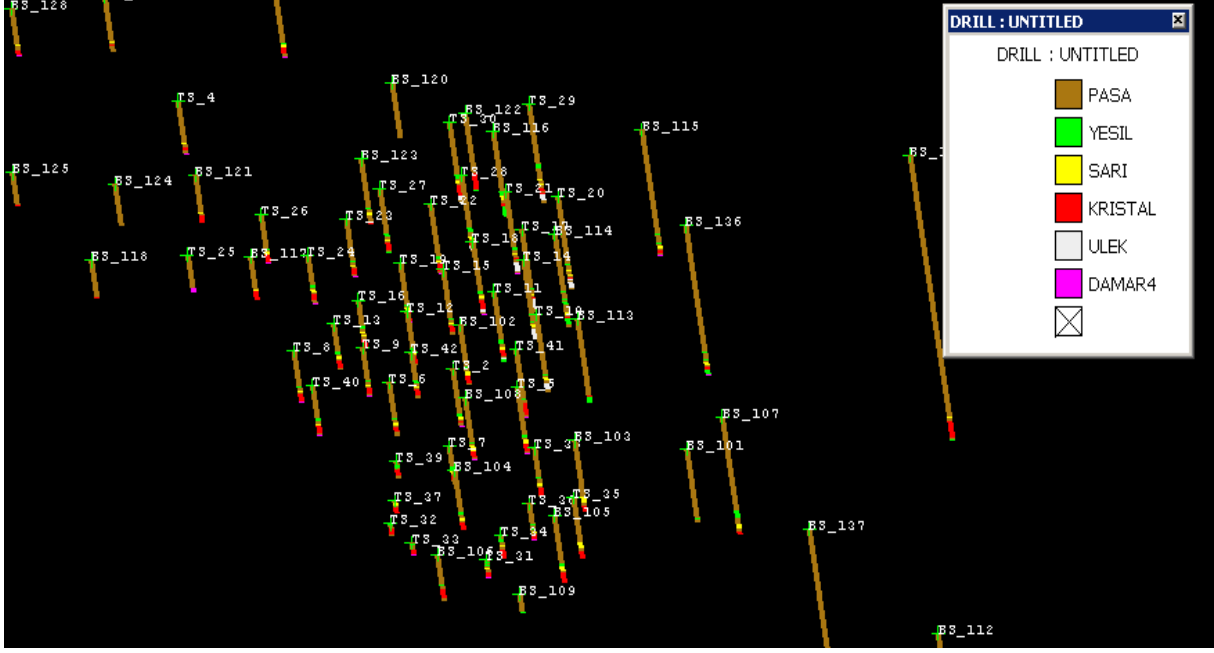 BS_128
DRILL : UNTITLED
DRILL : UNTITLED
PASA
YESIL
SARI
KRISTAL
ULEK
DAMAR4
BS_120
TS_4
TS_29
BS_122
TS_30
BS_116
BS_115
BS_123
BS_125
BS_124
BS_121
TS_28
TS_27
TS_21
TS_20
TS_22
TS_26
TS_23
BS_136
BS_114
TS_18
BS_118
TS_25
BS_117
TS_24
TS_19
TS_15
TS_14
TS_16
TS_11
TS_12
TS_10
BS_113
TS_13
BS_102
TS_8
TS_9
TS_42
TS_41
TS_2
TS_40
TS_6
TS_5
BS_108
BS_107
BS_103
TS_7
BS_101
TS_39
BS_104
TS_37
TS_35
BS_105
TS_32
BS_137
TS_33
TS_34
BS_106
TS_31
BS_109
BS_112